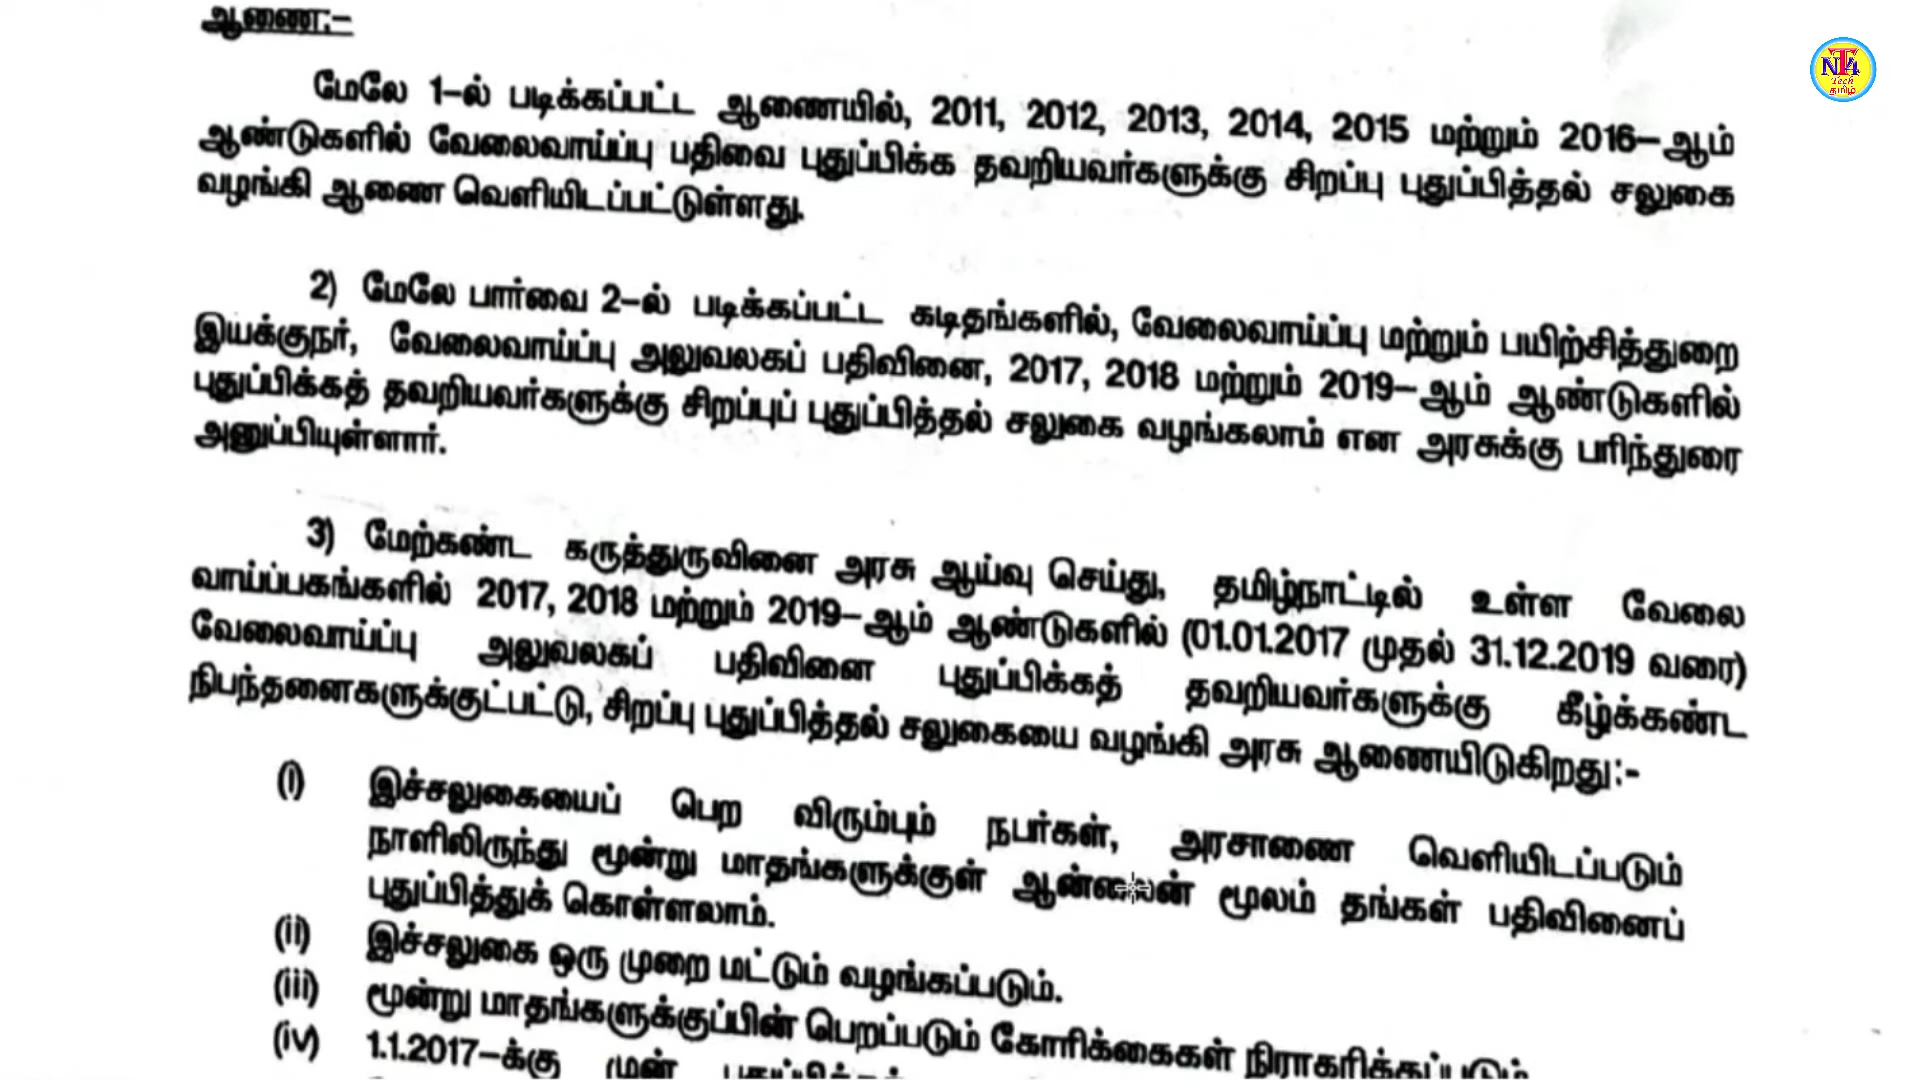 ஆணை:-
மேலே 1-ல் படிக்கப்பட்ட ஆணையில், 2011, 2012, 2013, 2014, 2015 மற்றும் 2016-ஆம்
ஆண்டுகளில் வேலைவாய்ப்பு பதிவை புதுப்பிக்க தவறியவர்களுக்கு சிறப்பு புதுப்பித்தல் சலுகை
வழங்கி ஆணை வெளியிடப்பட்டுள்ளது.
2) மேலே பார்வை 2-ல் படிக்கப்பட்ட கடிதங்களில், வேலைவாய்ப்பு மற்றும் பயிற்சித்துறை
இயக்குநர், வேலைவாய்ப்பு அலுவலகப் பதிவினை, 2017, 2018 மற்றும் 2019-ஆம் ஆண்டுகளில்
புதுப்பிக்கத் தவறியவர்களுக்கு சிறப்புப் புதுப்பித்தல் சலுகை வழங்கலாம் என அரசுக்கு பரிந்துரை
அனுப்பியுள்ளார்.
3) மேற்கண்ட கருத்துருவினை அரசு ஆய்வு செய்து, தமிழ்நாட்டில் உள்ள வேலை
வாய்ப்பகங்களில் 2017, 2018 மற்றும் 2019-ஆம் ஆண்டுகளில் (01.01.2017 முதல் 31.12.2019 வரை)
வேலைவாய்ப்பு அலுவலகப் பதிவினை புதுப்பிக்கத் தவறியவர்களுக்கு கீழ்க்கண்ட
நிபந்தனைகளுக்குட்பட்டு, சிறப்பு புதுப்பித்தல் சலுகையை வழங்கி அரசு ஆணையிடுகிறது:-
(i) இச்சலுகையைப் பெற விரும்பும் நபர்கள், அரசாணை வெளியிடப்படும்
நாளிலிருந்து மூன்று மாதங்களுக்குள் ஆன்லைன் மூலம் தங்கள் பதிவினைப்
புதுப்பித்துக் கொள்ளலாம்.
(ii) இச்சலுகை ஒரு முறை மட்டும் வழங்கப்படும்.
(iii) மூன்று மாதங்களுக்குப்பின் பெறப்படும் கோரிக்கைகள் நிராகரிக்கப்படும்
(iv) 1.1.2017-க்கு முன்
NT4
Tech
தமிழ்